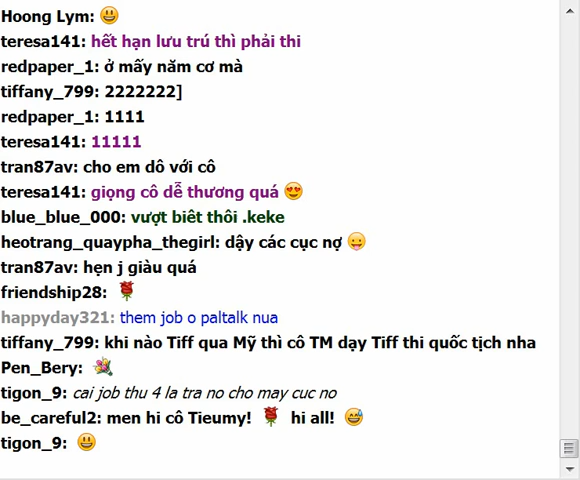 Hoong Lym: 😃
teresa141: hết hạn lưu trú thì phải thi
redpaper_1: ở mấy năm cơ mà
tiffany_799: 2222222]
redpaper_1: 1111
teresa141: 11111
tran87av: cho em dô với cô
teresa141: giọng cô dễ thương quá 😍
blue_blue_000: vượt biêt thôi .keke
heotrang_quaypha_thegirl: dậy các cục nợ 😛
tran87av: hẹn j giàu quá
friendship28: 🌹
happyday321: them job o paltalk nua
tiffany_799: khi nào Tiff qua Mỹ thì cô TM dạy Tiff thi quốc tịch nha
Pen_Bery: 💐
tigon_9: cai job thu 4 la tra no cho may cuc no
be_careful2: men hi cô Tieumy! 🌹 hi all! 😅
tigon_9: 😃